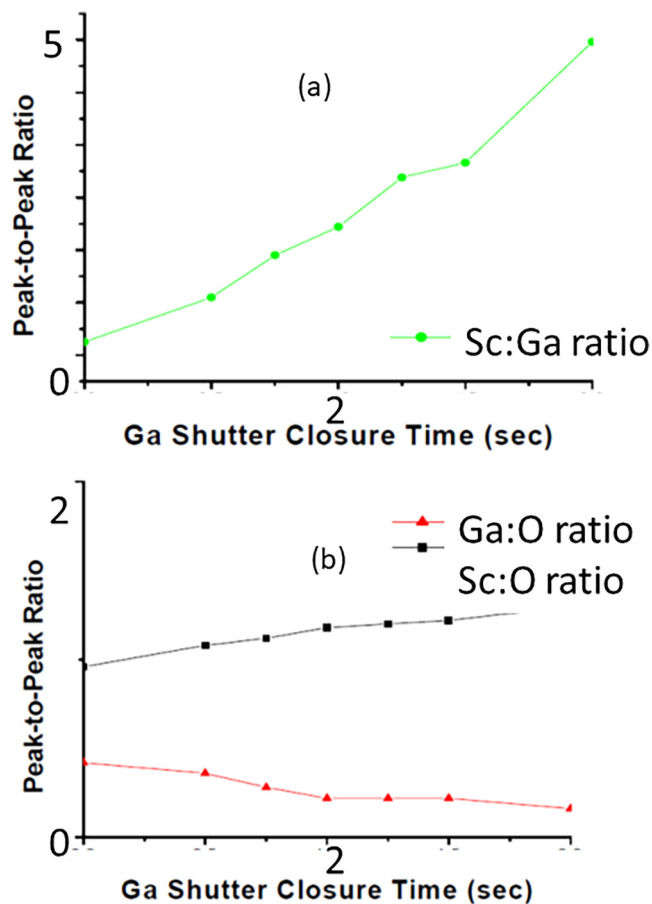 5
(a)
Peak-to-Peak Ratio
Sc:Ga ratio
0
2
Ga Shutter Closure Time (sec)
2
Ga:O ratio
(b)
Sc:O ratio
Peak-to-Peak Ratio
0
2
Ga Shutter Closure Time (sec)